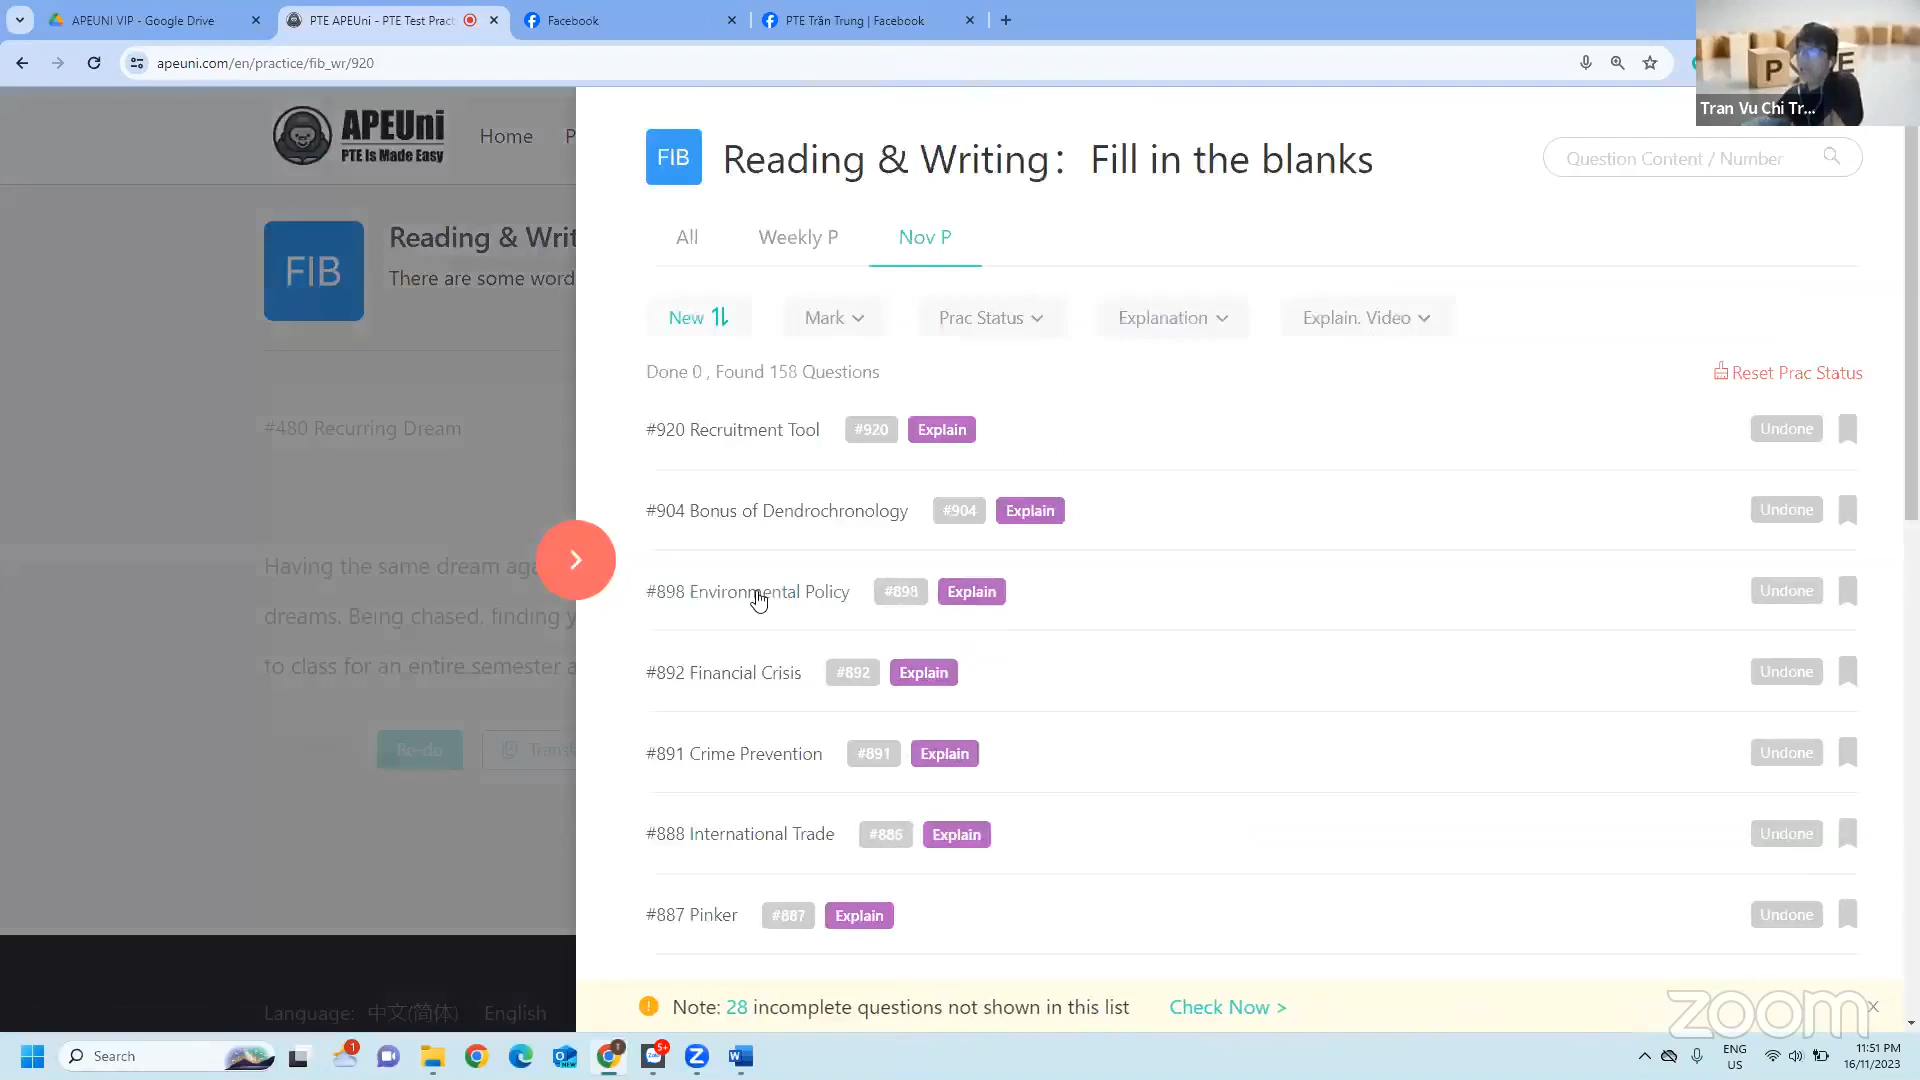 APEUNI VIP - Google Drive
PTE APEUni - PTE Test Pract
Facebook
PTE Trần Trung | Facebook
apeuni.com/en/practice/fib_wr/920
P
E
Tran Vu Chi Tr...
APEUni
PTE Is Made Easy
Home
P
FIB
Reading & Writing： Fill in the blanks
Question Content / Number
All
Weekly P
Nov P
FIB
Reading & Writ
There are some word
New
Mark
Prac Status
Explanation
Explain. Video
Done 0 , Found 158 Questions
Reset Prac Status
#480 Recurring Dream
#920 Recruitment Tool #920 Explain Undone
#904 Bonus of Dendrochronology #904 Explain Undone
Having the same dream aga
#898 Environmental Policy #898 Explain Undone
dreams. Being chased, finding y
to class for an entire semester a
#892 Financial Crisis #892 Explain Undone
Re-do
Transl
#891 Crime Prevention #891 Explain Undone
#888 International Trade #888 Explain Undone
#887 Pinker #887 Explain Undone
Note: 28 incomplete questions not shown in this list Check Now >
zoom
Language: 中文(简体) English
Search
1
NEW
T
5+
ENG
US
11:51 PM
16/11/2023